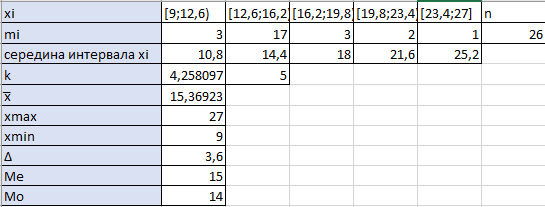 xi [9;12,6) [12,6;16,2) [16,2;19,8) [19,8;23,4) [23,4;27] n
mi 3 17 3 2 1 26
середина интервала xi 10,8 14,4 18 21,6 25,2
k 4,258097 5
x̅ 15,36923
xmax 27
xmin 9
Δ 3,6
Me 15
Mo 14